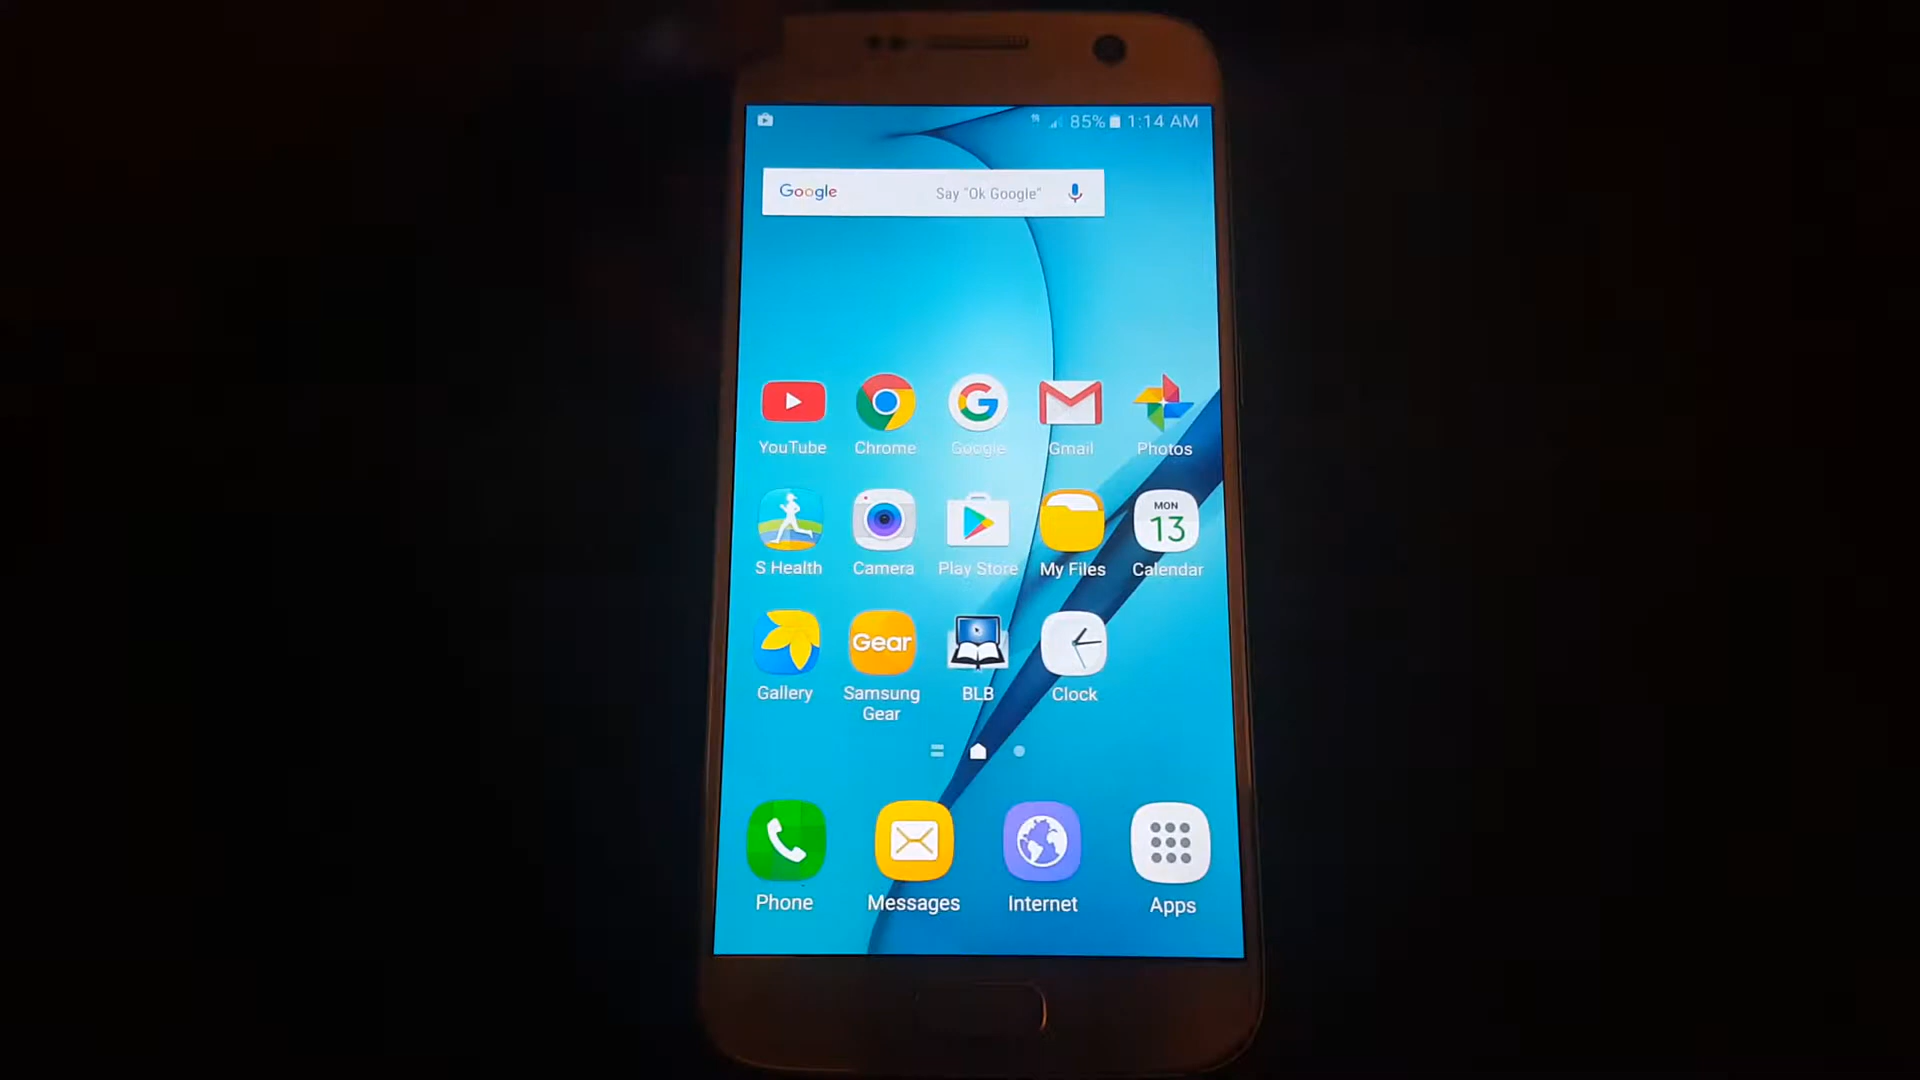 85% 1:14 AM
Google Say "Ok Google"
YouTube Chrome Google Gmail Photos
MON
13
S Health Camera Play Store My Files Calendar
Gear
Gallery Samsung Gear BLB Clock
Phone Messages Internet Apps